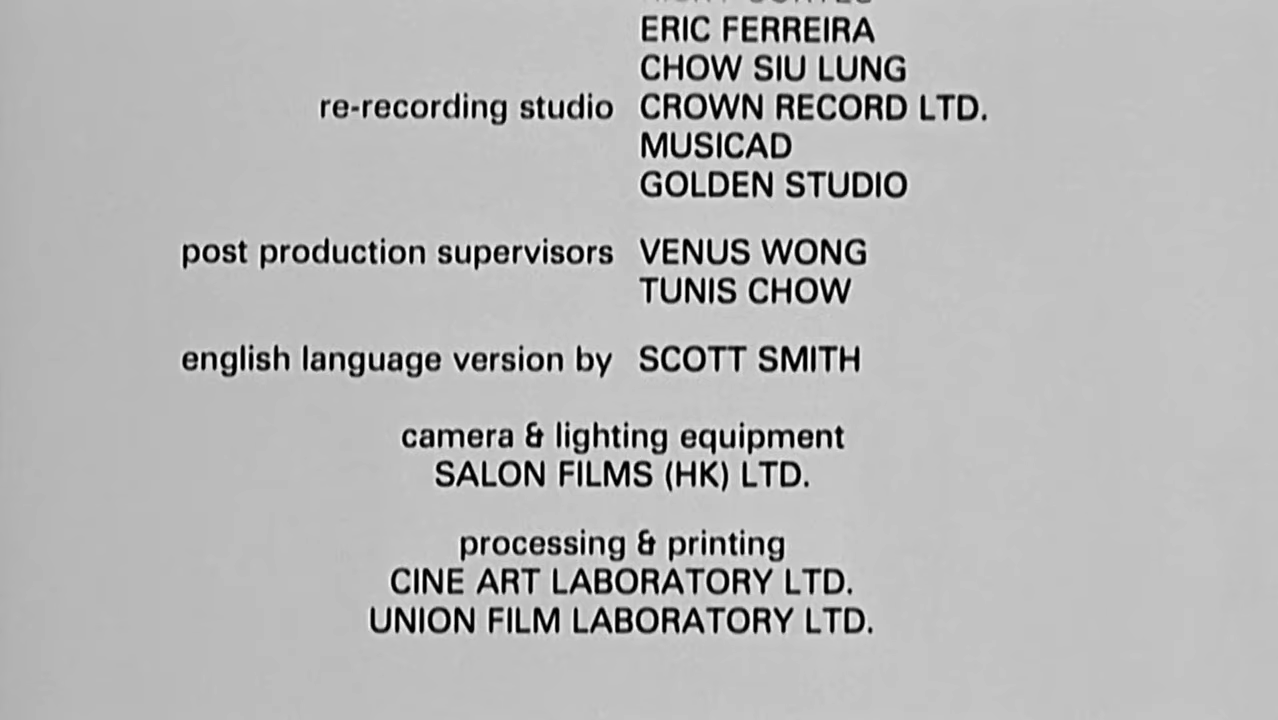 ERIC FERREIRA
CHOW SIU LUNG
re-recording studio CROWN RECORD LTD.
MUSICAD
GOLDEN STUDIO
post production supervisors VENUS WONG
TUNIS CHOW
english language version by SCOTT SMITH
camera & lighting equipment
SALON FILMS (HK) LTD.
processing & printing
CINE ART LABORATORY LTD.
UNION FILM LABORATORY LTD.